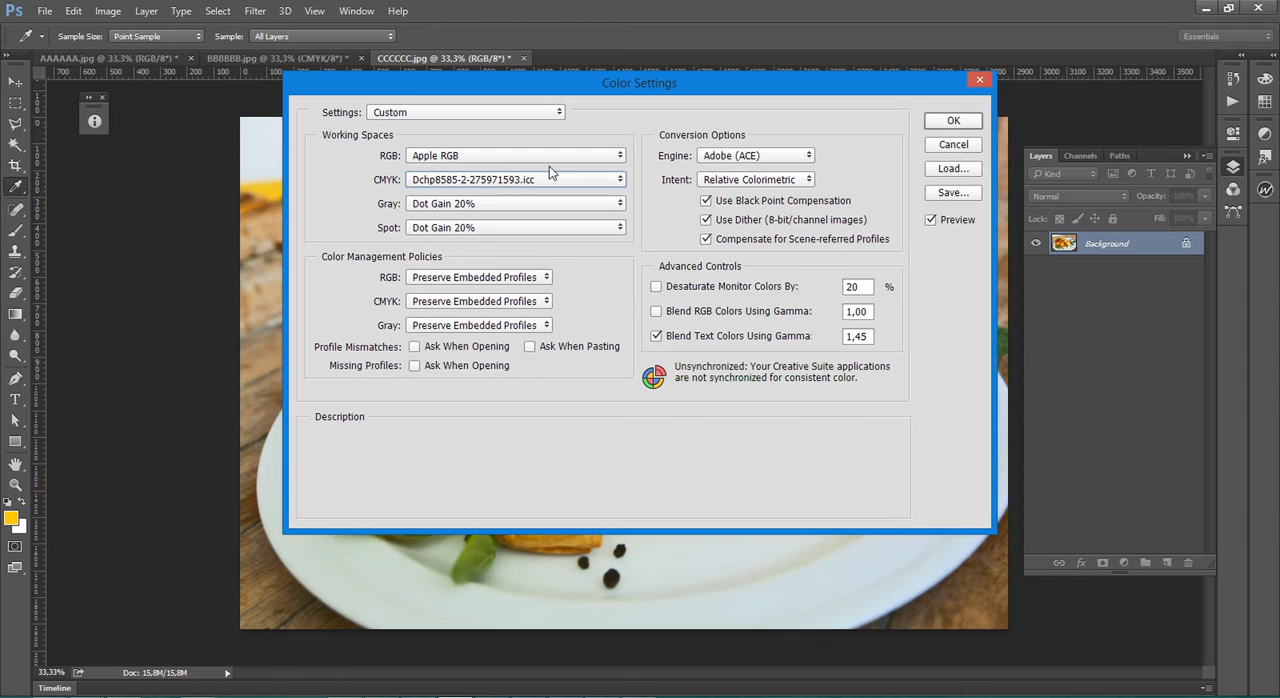 Ps File Edit Image Layer Type Select Filter 3D View Window Help
Sample Size: Point Sample Sample: All Layers Essentials
AAAAAA.jpg @ 33,3% (RGB/8*) * × BBBBBB.jpg @ 33,3% (CMYK/8*) * × CCCCCC.jpg @ 33,3% (RGB/8*) * ×
Color Settings
Settings: Custom
Working Spaces
RGB: Apple RGB
CMYK: Dchp8585-2-275971593.icc
Gray: Dot Gain 20%
Spot: Dot Gain 20%
Color Management Policies
RGB: Preserve Embedded Profiles
CMYK: Preserve Embedded Profiles
Gray: Preserve Embedded Profiles
Profile Mismatches: Ask When Opening Ask When Pasting
Missing Profiles: Ask When Opening
Conversion Options
Engine: Adobe (ACE)
Intent: Relative Colorimetric
Use Black Point Compensation
Use Dither (8-bit/channel images)
Compensate for Scene-referred Profiles
Advanced Controls
Desaturate Monitor Colors By: 20 %
Blend RGB Colors Using Gamma: 1,00
Blend Text Colors Using Gamma: 1,45
Unsynchronized: Your Creative Suite applications
are not synchronized for consistent color.
OK
Cancel
Load...
Save...
Preview
Description
Layers Channels Paths
Kind
Normal Opacity: 100%
Lock: Fill: 100%
Background
33,33% Doc: 15,8M/15,8M
Timeline